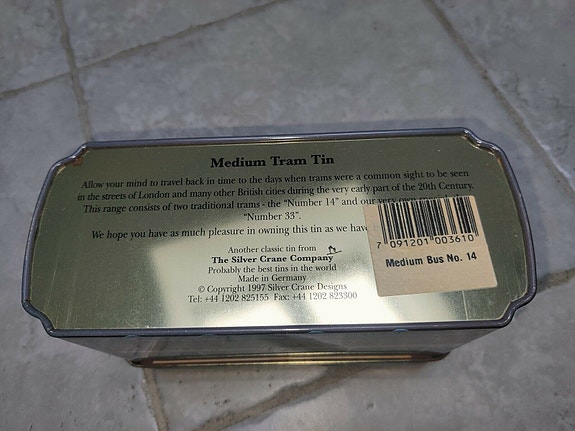 Medium Tram Tin
Allow your mind to travel back in time to the days when trams were a common sight to be seen
in the streets of London and many other British cities during the very early part of the 20th Century.
This range consists of two traditional trams - the "Number 14" and our very own
"Number 33".
We hope you have as much pleasure in owning this tin as we have
Another classic tin from
The Silver Crane Company
Probably the best tins in the world
Made in Germany
© Copyright 1997 Silver Crane Designs
Tel: +44 1202 825155 Fax: +44 1202 823300
7 091201 003610
Medium Bus No. 14